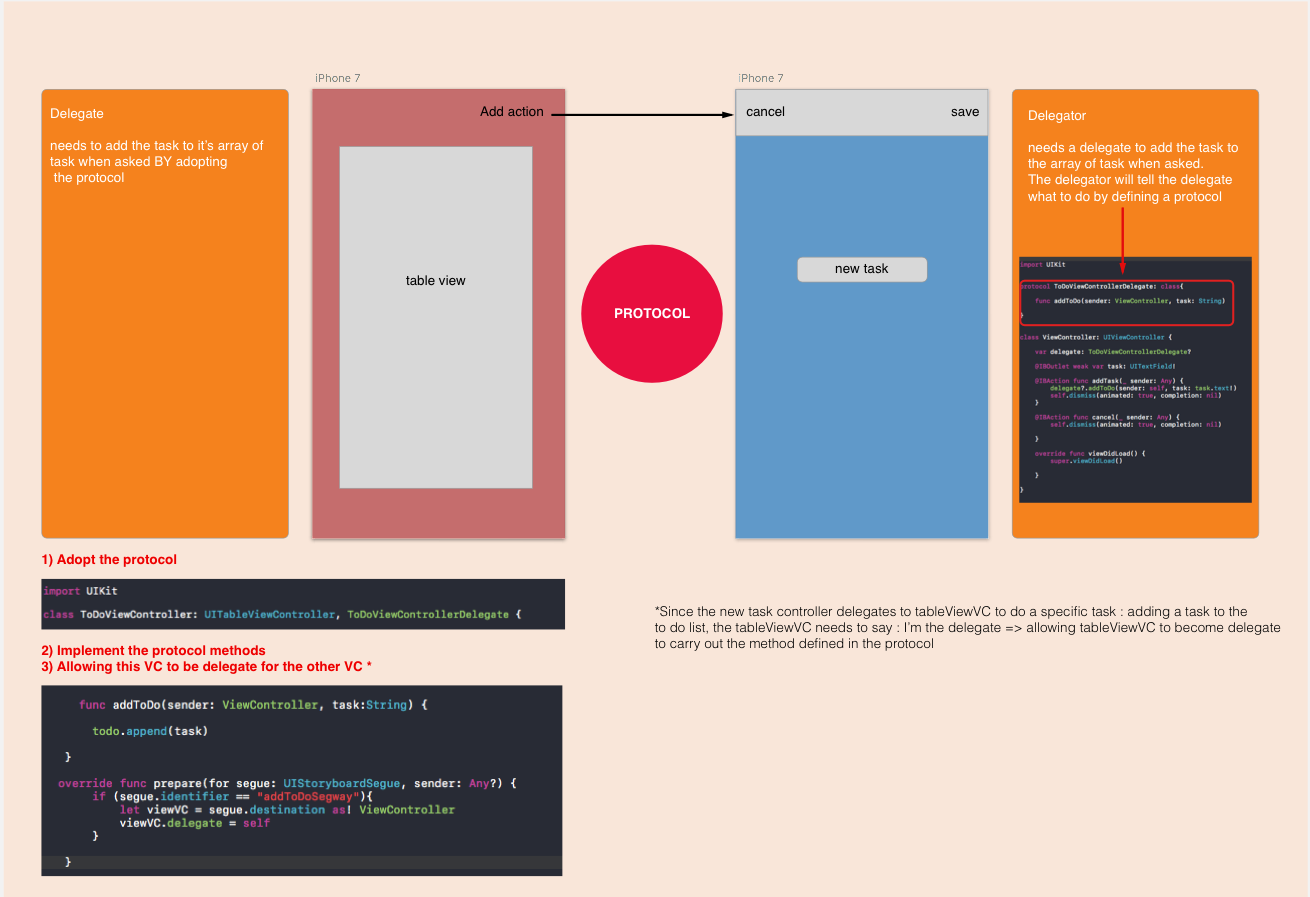 iPhone 7
iPhone 7
Delegate
needs to add the task to it's array of
task when asked BY adopting
the protocol
Add action
table view
PROTOCOL
cancel
save
new task
Delegator
needs a delegate to add the task to
the array of task when asked.
The delegator will tell the delegate
what to do by defining a protocol
import UIKit
protocol ToDoViewControllerDelegate: class{
func addToDo(sender: ViewController, task: String)
}
class ViewController: UIViewController {
var delegate: ToDoViewControllerDelegate?
@IBOutlet weak var task: UITextField!
@IBAction func addTask(_ sender: Any) {
delegate?.addToDo(sender: self, task: task.text!)
self.dismiss(animated: true, completion: nil)
}
@IBAction func cancel(_ sender: Any) {
self.dismiss(animated: true, completion: nil)
}
override func viewDidLoad() {
super.viewDidLoad()
}
}
1) Adopt the protocol
import UIKit
class ToDoViewController: UITableViewController, ToDoViewControllerDelegate {
2) Implement the protocol methods
3) Allowing this VC to be delegate for the other VC *
func addToDo(sender: ViewController, task:String) {
todo.append(task)
}
override func prepare(for segue: UIStoryboardSegue, sender: Any?) {
if (segue.identifier == "addToDoSegway"){
let viewVC = segue.destination as! ViewController
viewVC.delegate = self
}
}
*Since the new task controller delegates to tableViewVC to do a specific task : adding a task to the
to do list, the tableViewVC needs to say : I'm the delegate => allowing tableViewVC to become delegate
to carry out the method defined in the protocol